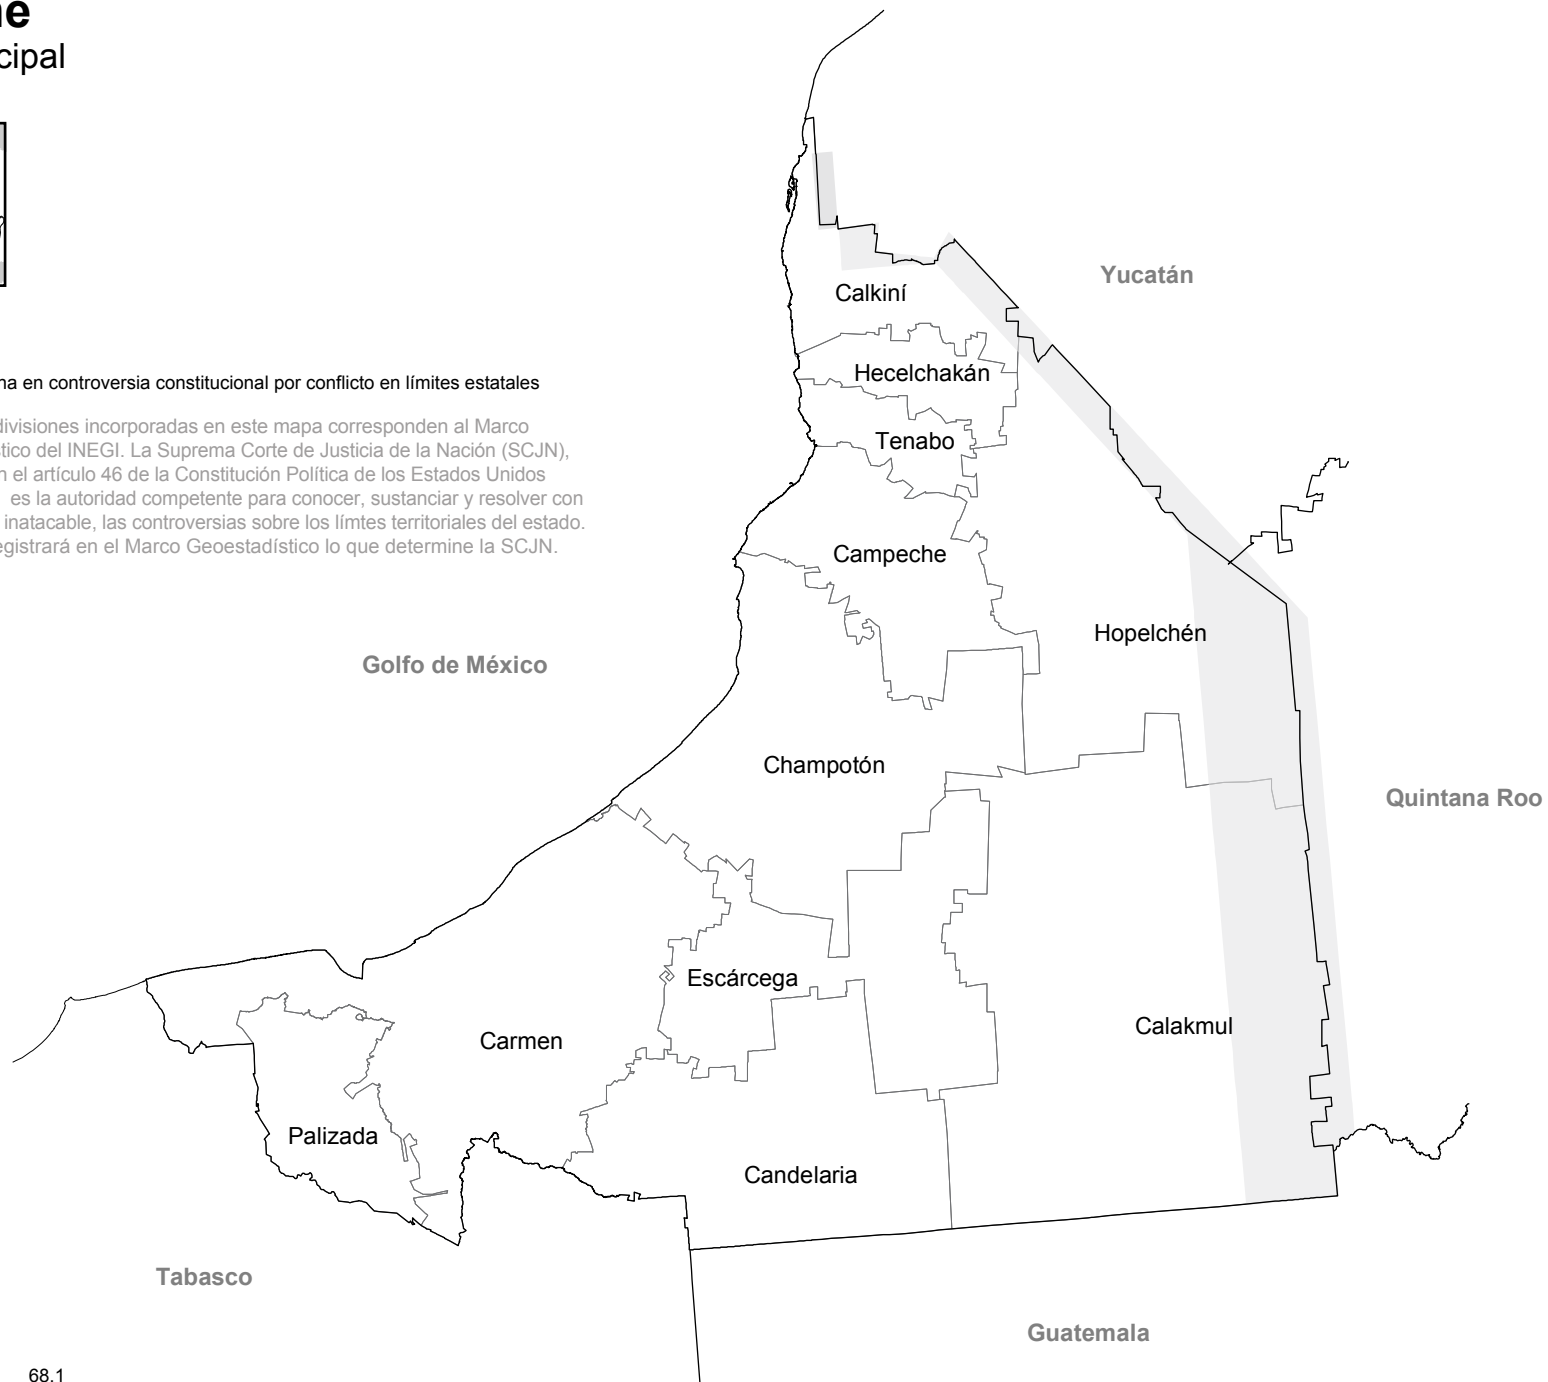 ne
cipal
Yucatán
Calkiní
Hecelchakán
na en controversia constitucional por conflicto en límites estatales
divisiones incorporadas en este mapa corresponden al Marco
stico del INEGI. La Suprema Corte de Justicia de la Nación (SCJN),
n el artículo 46 de la Constitución Política de los Estados Unidos
es la autoridad competente para conocer, sustanciar y resolver con
inatacable, las controversias sobre los límtes territoriales del estado.
egistrará en el Marco Geoestadístico lo que determine la SCJN.
Tenabo
Campeche
Hopelchén
Golfo de México
Champotón
Quintana Roo
Escárcega
Calakmul
Carmen
Palizada
Candelaria
Tabasco
Guatemala
68.1